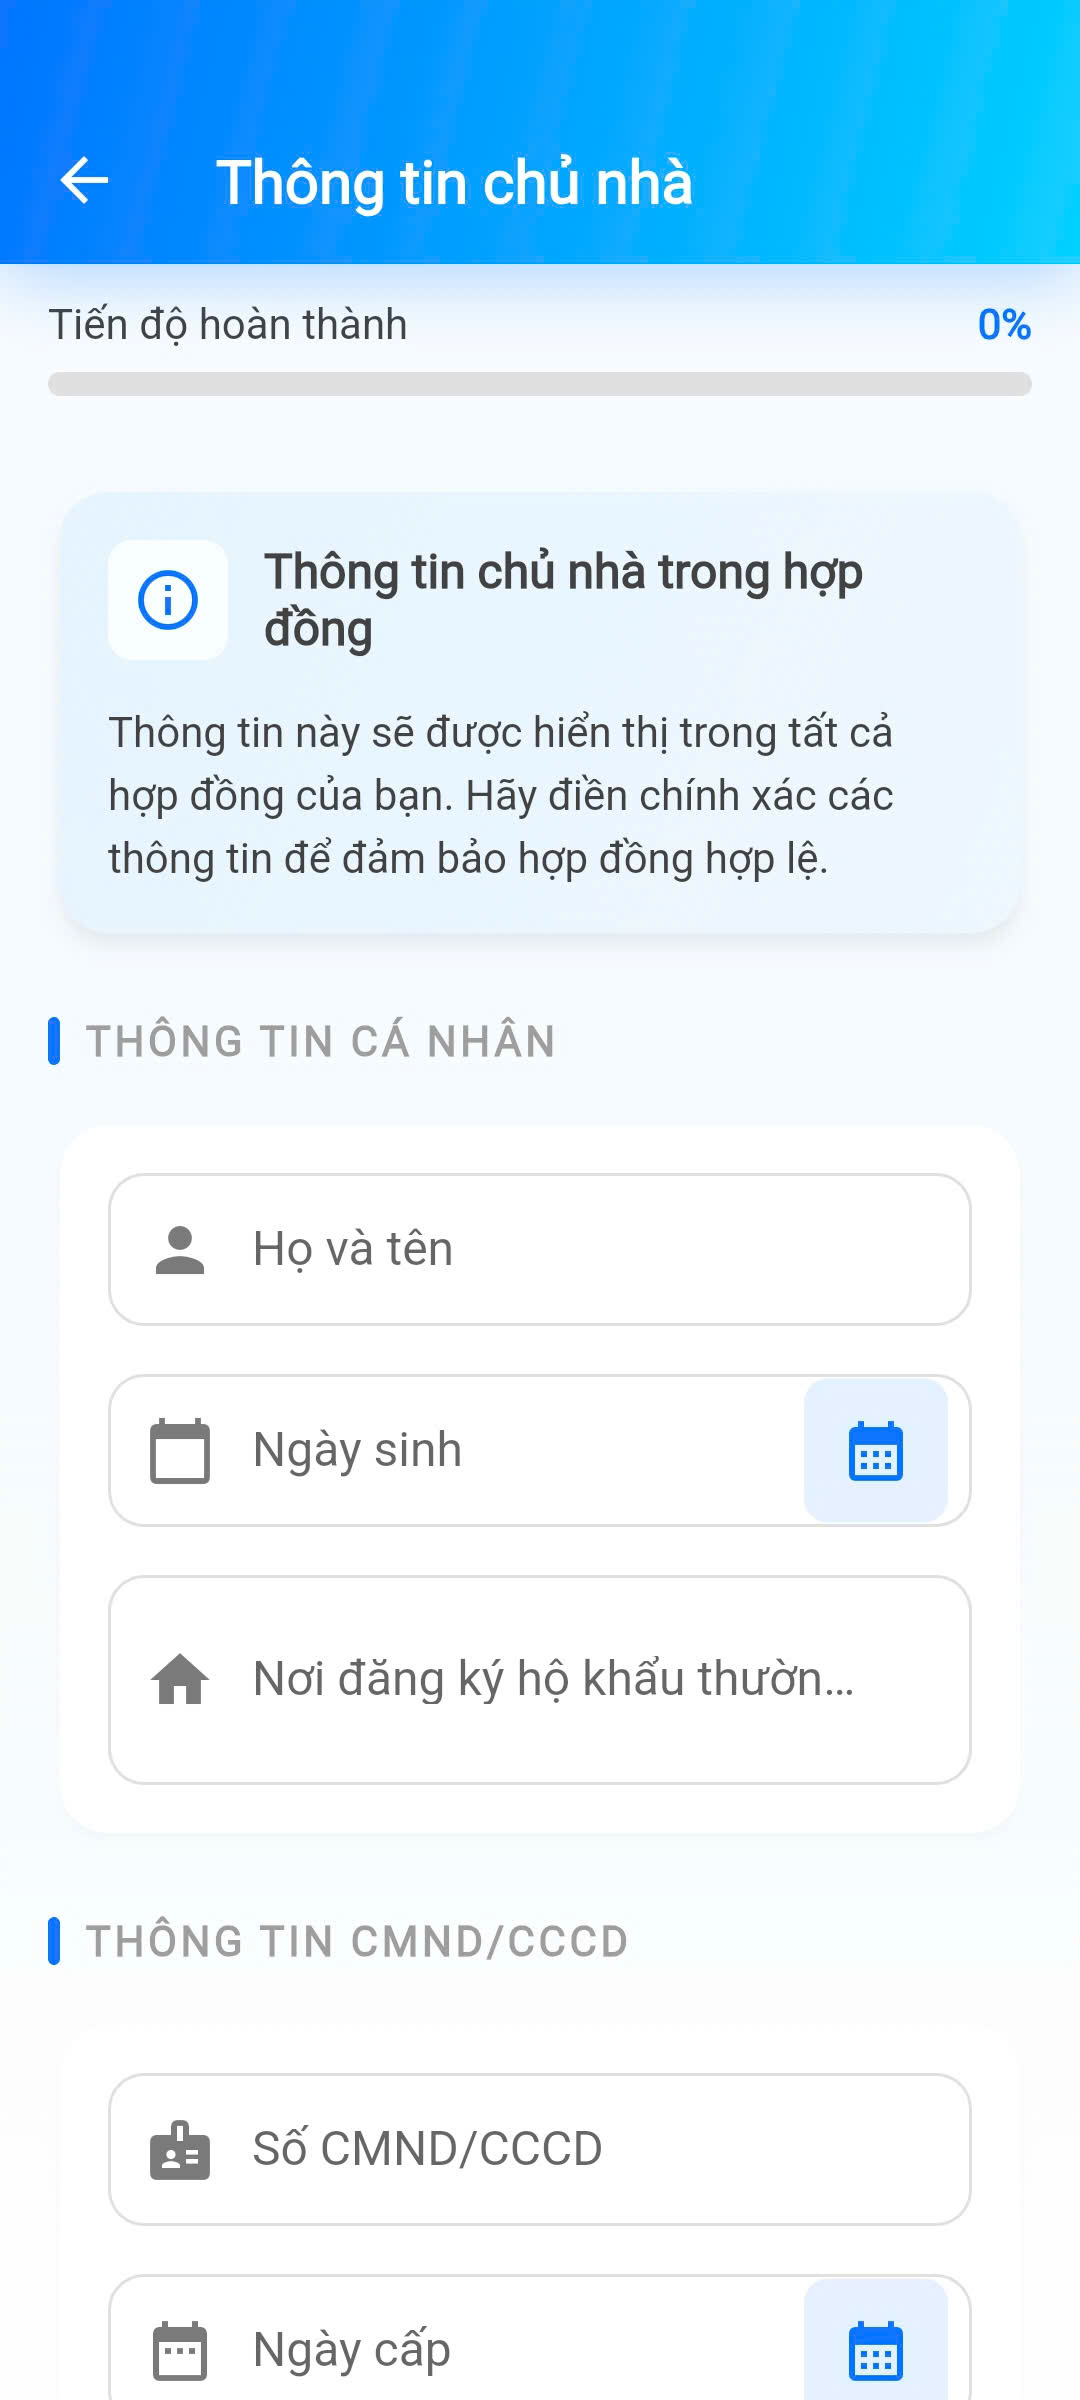 Thông tin chủ nhà
Tiến độ hoàn thành 0%
Thông tin chủ nhà trong hợp
đồng
Thông tin này sẽ được hiển thị trong tất cả
hợp đồng của bạn. Hãy điền chính xác các
thông tin để đảm bảo hợp đồng hợp lệ.
THÔNG TIN CÁ NHÂN
Họ và tên
Ngày sinh
Nơi đăng ký hộ khẩu thườn...
THÔNG TIN CMND/CCCD
Số CMND/CCCD
Ngày cấp